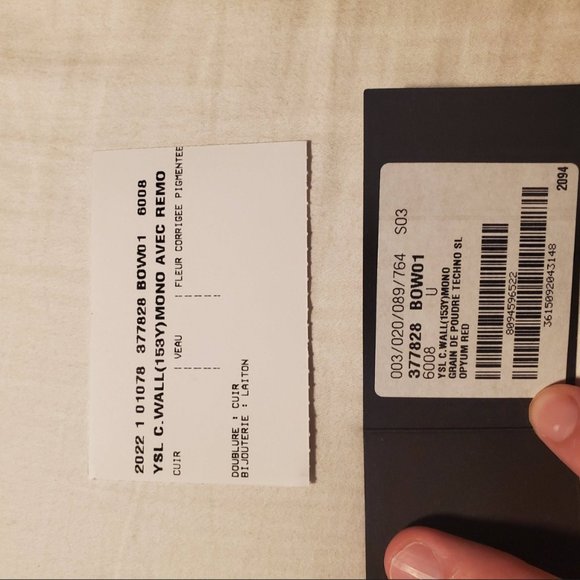 2022 1 01078 377828 BOW01 6008
YSL C.WALL(153Y)MONO AVEC REMO
CUIR | VEAU | FLEUR CORRIGEE PIGMENTEE
DOUBLURE : CUIR
BIJOUTERIE : LAITON
003/020/089/764 S03
377828 BOW01
6008 U
YSL C.WALL(153Y)MONO
GRAIN DE POUDRE TECHNO SL
OPYUM RED
8094596522
3615092043148
2094